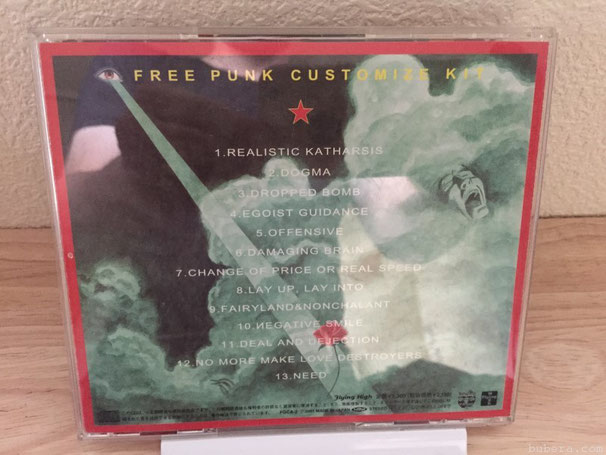 FREE PUNK CUSTOMIZE KIT
1.REALISTIC KATHARSIS
2.DOGMA
3.DROPPED BOMB
4.EGOIST GUIDANCE
5.OFFENSIVE
6.DAMAGING BRAIN
7.CHANGE OF PRICE OR REAL SPEED
8.LAY UP, LAY INTO
9.FAIRYLAND&NONCHALANT
10.NEGATIVE SMILE
11.DEAL AND DEJECTION
12.NO MORE MAKE LOVE DESTROYERS
13.NEED
Flying High
bubera.com